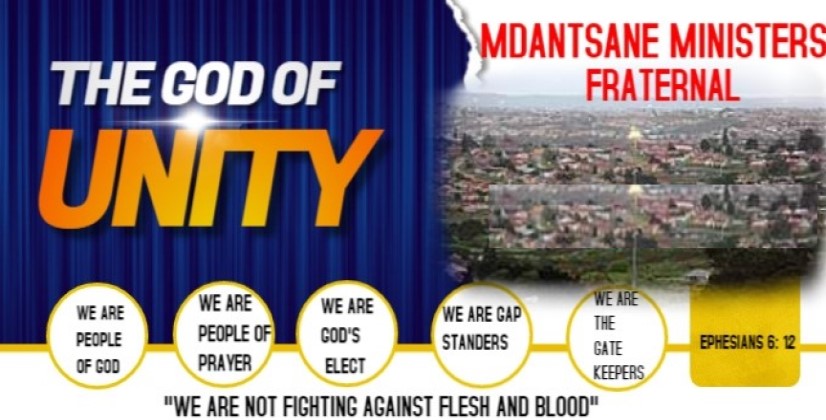 THE GOD OF
UNITY
MDANTSANE MINISTERS
FRATERNAL
WE ARE
PEOPLE
OF GOD
WE ARE
PEOPLE OF
PRAYER
WE ARE
GOD'S
ELECT
WE ARE GAP
STANDERS
WE ARE
THE
GATE
KEEPERS
EPHESIANS 6: 12
"WE ARE NOT FIGHTING AGAINST FLESH AND BLOOD"